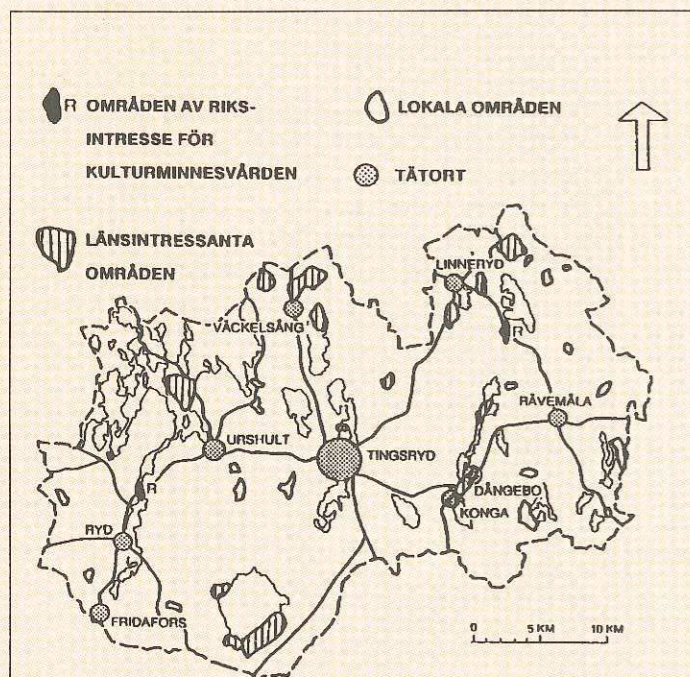 R OMRÅDEN AV RIKS-
INTRESSE FÖR
KULTURMINNESVÅRDEN
LÄNSINTRESSANTA
OMRÅDEN
LOKALA OMRÅDEN
TÄTORT
LINNERYD
VÄCKELSÅNG
R
RÄVEMÅLA
URSHULT
TINGSRYD
DÅNGEBO
KONGA
R
RYD
FRIDAFORS
0 5 KM 10 KM